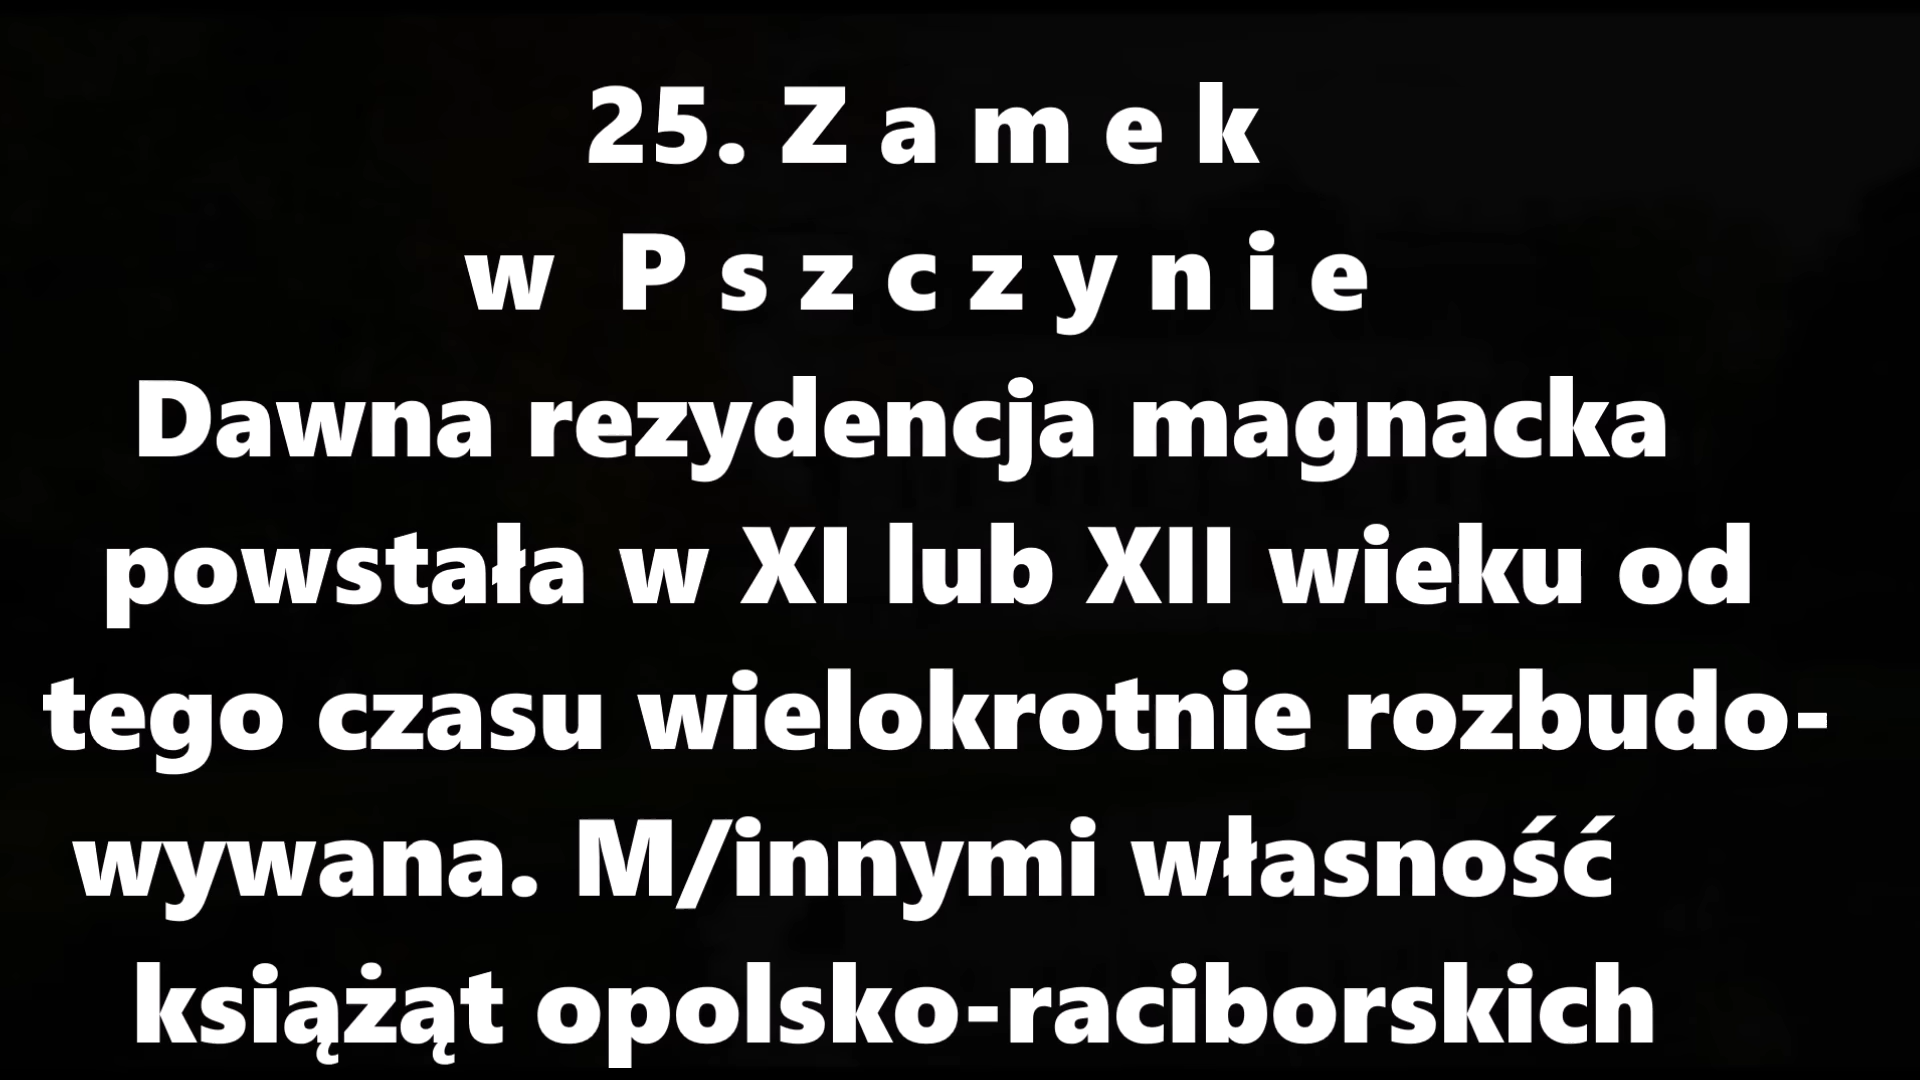 25. Z a m e k
w P s z c z y n i e
Dawna rezydencja magnacka
powstała w XI lub XII wieku od
tego czasu wielokrotnie rozbudo-
wywana. M/innymi własność
książąt opolsko-raciborskich